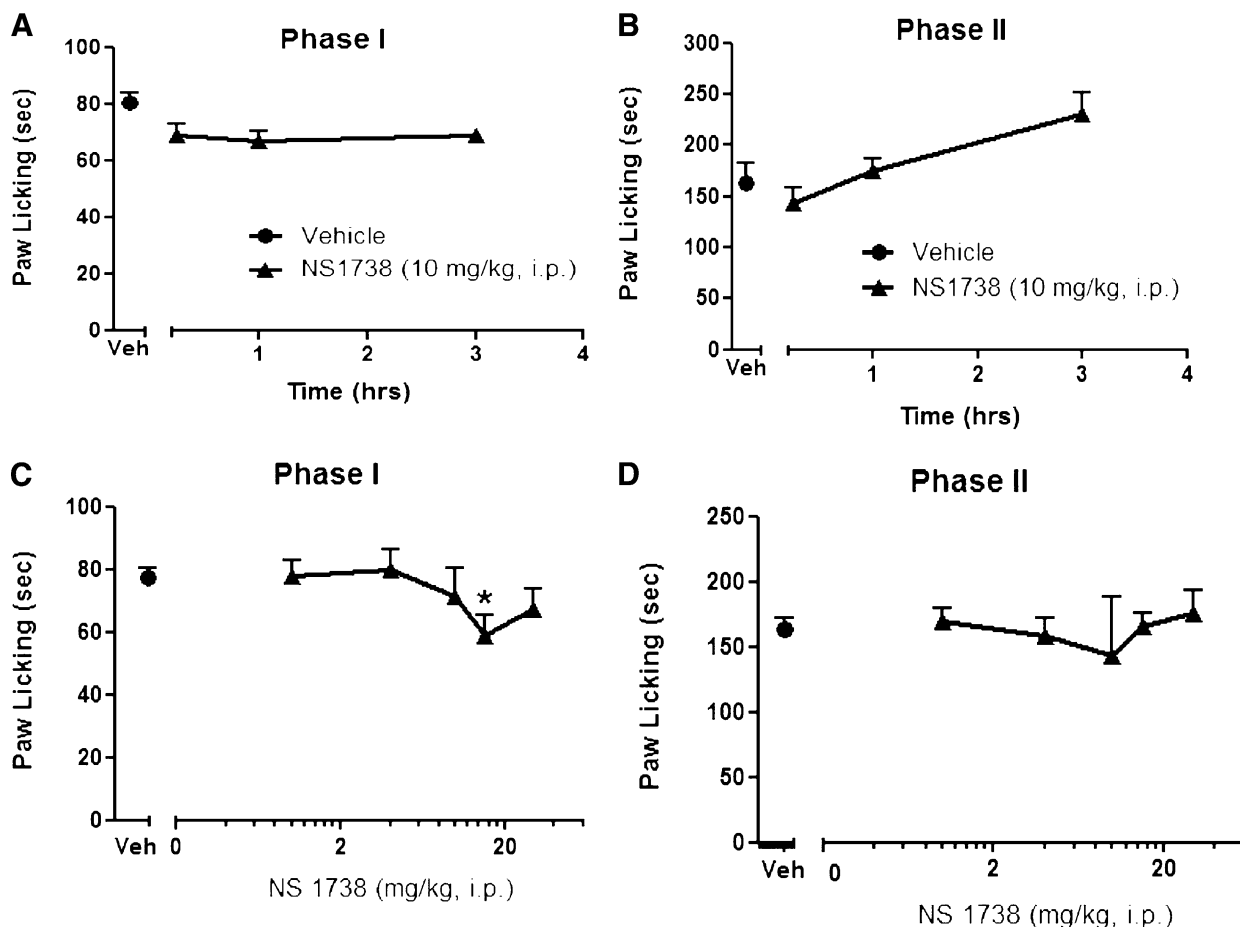 A
Phase I
Paw Licking (sec)
100
80
60
40
20
0
Vehicle
NS1738 (10 mg/kg, i.p.)
Veh
1
2
3
4
Time (hrs)
B
Phase II
Paw Licking (sec)
300
250
200
150
100
50
0
Vehicle
NS1738 (10 mg/kg, i.p.)
Veh
1
2
3
4
Time (hrs)
C
Phase I
Paw Licking (sec)
100
80
60
40
20
0
*
Veh
0
2
20
NS 1738 (mg/kg, i.p.)
D
Phase II
Paw Licking (sec)
250
200
150
100
50
0
Veh
0
2
20
NS 1738 (mg/kg, i.p.)